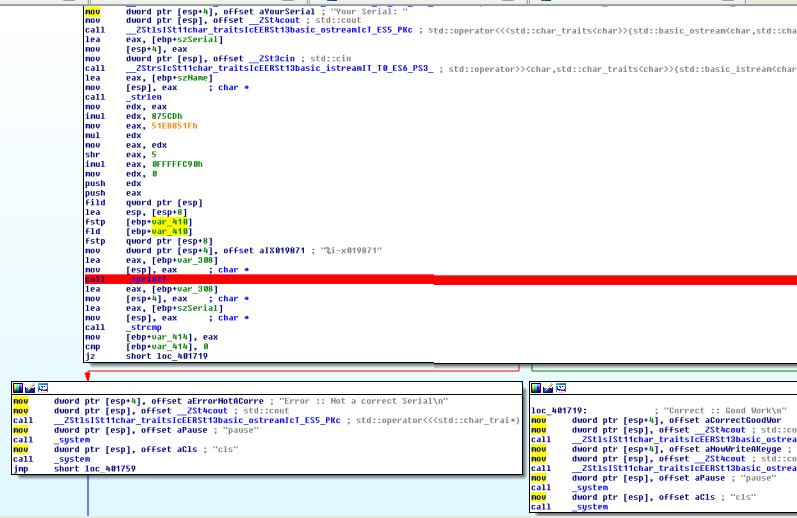 mov dword ptr [esp+4], offset aYourSerial ; "Your Serial: "
mov dword ptr [esp], offset __ZSt4cout ; std::cout
call __ZStlsISt11char_traitsIcEERSt13basic_ostreamIcT_ES5_PKc ; std::operator<<<std::char_traits<char>>(std::basic_ostream<char,std::cha
lea eax, [ebp+szSerial]
mov [esp+4], eax
mov dword ptr [esp], offset __ZSt3cin ; std::cin
call __ZStrsIcSt11char_traitsIcEERSt13basic_istreamIT_T0_ES6_PS3_ ; std::operator>><char,std::char_traits<char>>(std::basic_istream<char
lea eax, [ebp+szName]
mov [esp], eax ; char *
call _strlen
mov edx, eax
imul edx, 875CDh
mov eax, 51EB851Fh
mul edx
mov eax, edx
shr eax, 5
imul eax, 0FFFFFC90h
mov edx, 0
push edx
push eax
fild qword ptr [esp]
lea esp, [esp+8]
fstp [ebp+var_410]
fld [ebp+var_410]
fstp qword ptr [esp+8]
mov dword ptr [esp+4], offset aIX019871 ; "%i-x019871"
lea eax, [ebp+var_308]
mov [esp], eax ; char *
call _sprintf
lea eax, [ebp+var_308]
mov [esp+4], eax ; char *
lea eax, [ebp+szSerial]
mov [esp], eax ; char *
call _strcmp
mov [ebp+var_414], eax
cmp [ebp+var_414], 0
jz short loc_401719
mov dword ptr [esp+4], offset aErrorNotACorre ; "Error :: Not a correct Serial\n"
mov dword ptr [esp], offset __ZSt4cout ; std::cout
call __ZStlsISt11char_traitsIcEERSt13basic_ostreamIcT_ES5_PKc ; std::operator<<<std::char_trai*)
mov dword ptr [esp], offset aPause ; "pause"
call _system
mov dword ptr [esp], offset aCls ; "cls"
call _system
jmp short loc_401759
loc_401719: ; "Correct :: Good Work\n"
mov dword ptr [esp+4], offset aCorrectGoodWor
mov dword ptr [esp], offset __ZSt4cout ; std::co
call __ZStlsISt11char_traitsIcEERSt13basic_ostrea
mov dword ptr [esp+4], offset aNowWriteAKeyge ;
mov dword ptr [esp], offset __ZSt4cout ; std::co
call __ZStlsISt11char_traitsIcEERSt13basic_ostrea
mov dword ptr [esp], offset aPause ; "pause"
call _system
mov dword ptr [esp], offset aCls ; "cls"
call _system